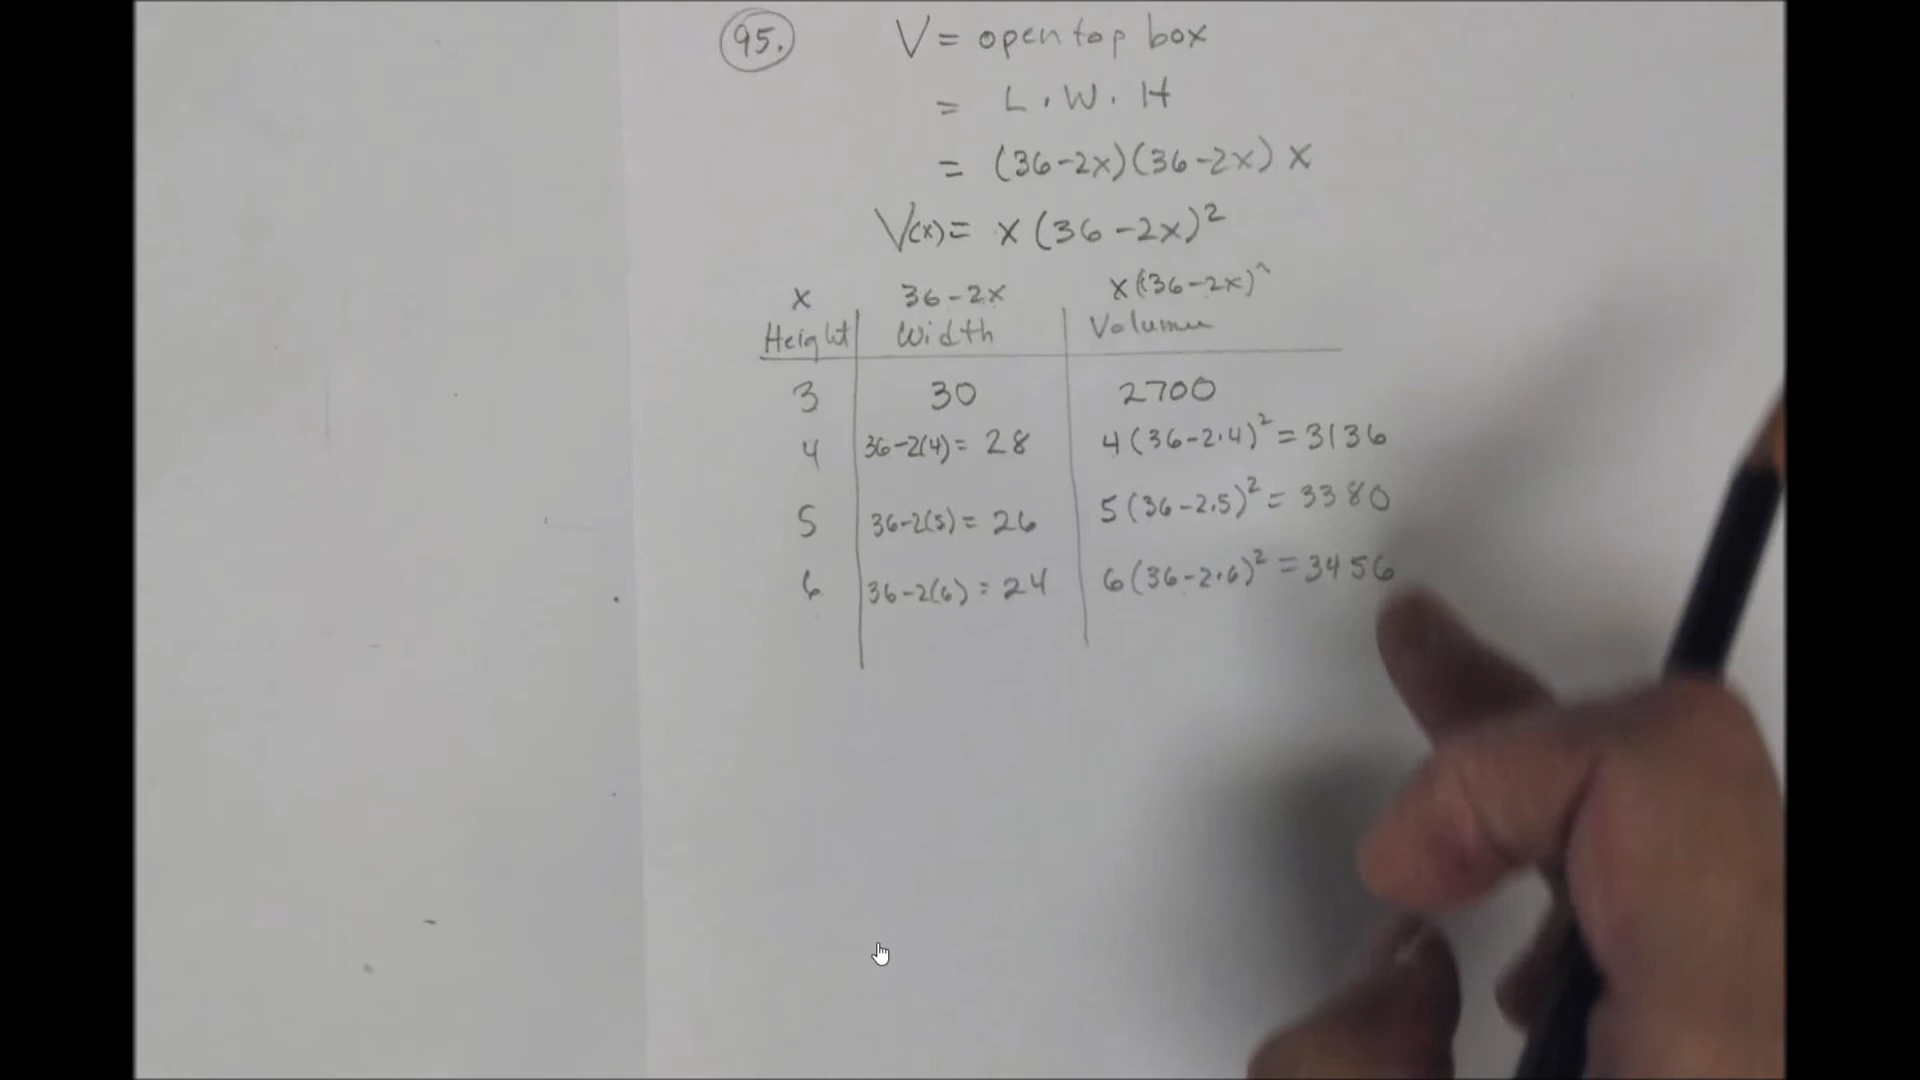 95. V = open top box
= L . W . H
= (36-2x)(36-2x) x
V(x) = x (36-2x)²
x 36-2x x(36-2x)²
Height Width Volume
3 30 2700
4 36-2(4) = 28 4(36-2·4)² = 3136
5 36-2(5) = 26 5(36-2·5)² = 3380
6 36-2(6) = 24 6(36-2·6)² = 3456